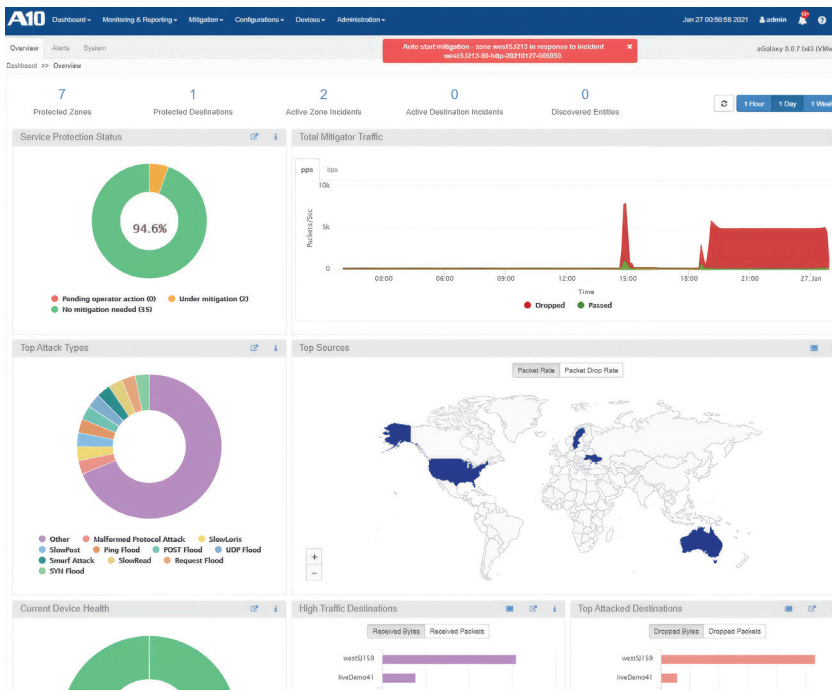 A10 Dashboard Monitoring & Reporting Mitigation Configurations Devices Administration Jan 27 00:58:58 2021 admin
Overview Alerts System
Auto start mitigation - zone westSJ213 in response to incident
aGalaxy 5.0.7 b43 (VMw
Dashboard >> Overview
7 1 2 0 0
Protected Zones Protected Destinations Active Zone Incidents Active Destination Incidents Discovered Entities
1 Hour 1 Day 1 Week
Service Protection Status
94.6%
Pending operator action (0) Under mitigation (2)
No mitigation needed (35)
Total Mitigator Traffic
pps bps
Packets/Sec
10k
5k
0
03:00 06:00 09:00 12:00 15:00 18:00 21:00 27. Jan
Time
Dropped Passed
Top Attack Types
Other Malformed Protocol Attack SlowLoris
SlowPost Ping Flood POST Flood UDP Flood
Smurf Attack SlowRead Request Flood
SYN Flood
Top Sources
Packet Rate Packet Drop Rate
+
−
Current Device Health
High Traffic Destinations
Received Bytes Received Packets
westSJ159
liveDemo41
Top Attacked Destinations
Dropped Bytes Dropped Packets
westSJ159
liveDemo41